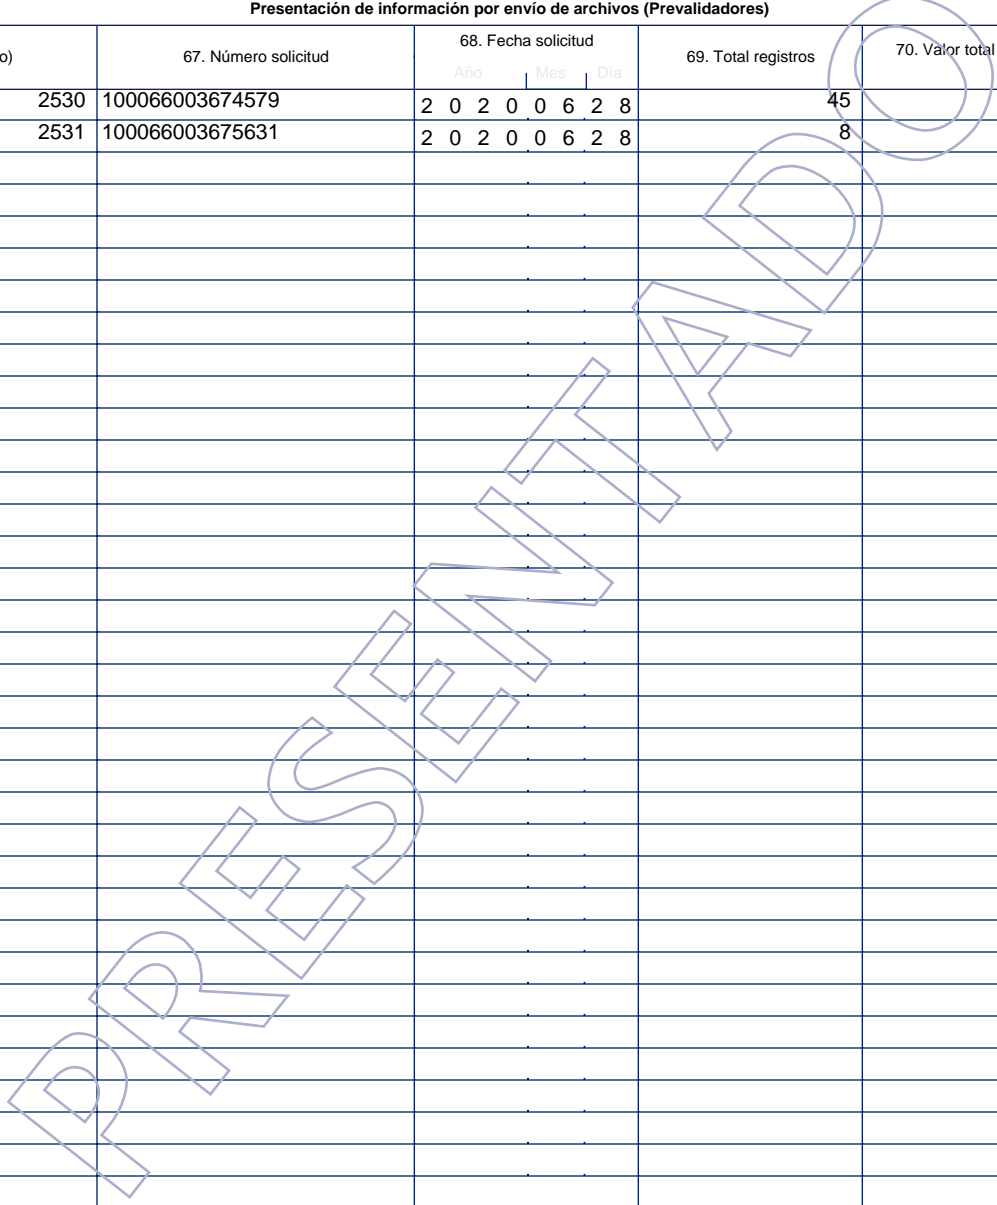 Presentación de información por envío de archivos (Prevalidadores)
o) 67. Número solicitud 68. Fecha solicitud 69. Total registros 70. Valor total
Año Mes Día
2530 100066003674579 2 0 2 0 0 6 2 8 45
2531 100066003675631 2 0 2 0 0 6 2 8 8
PRESENTADO